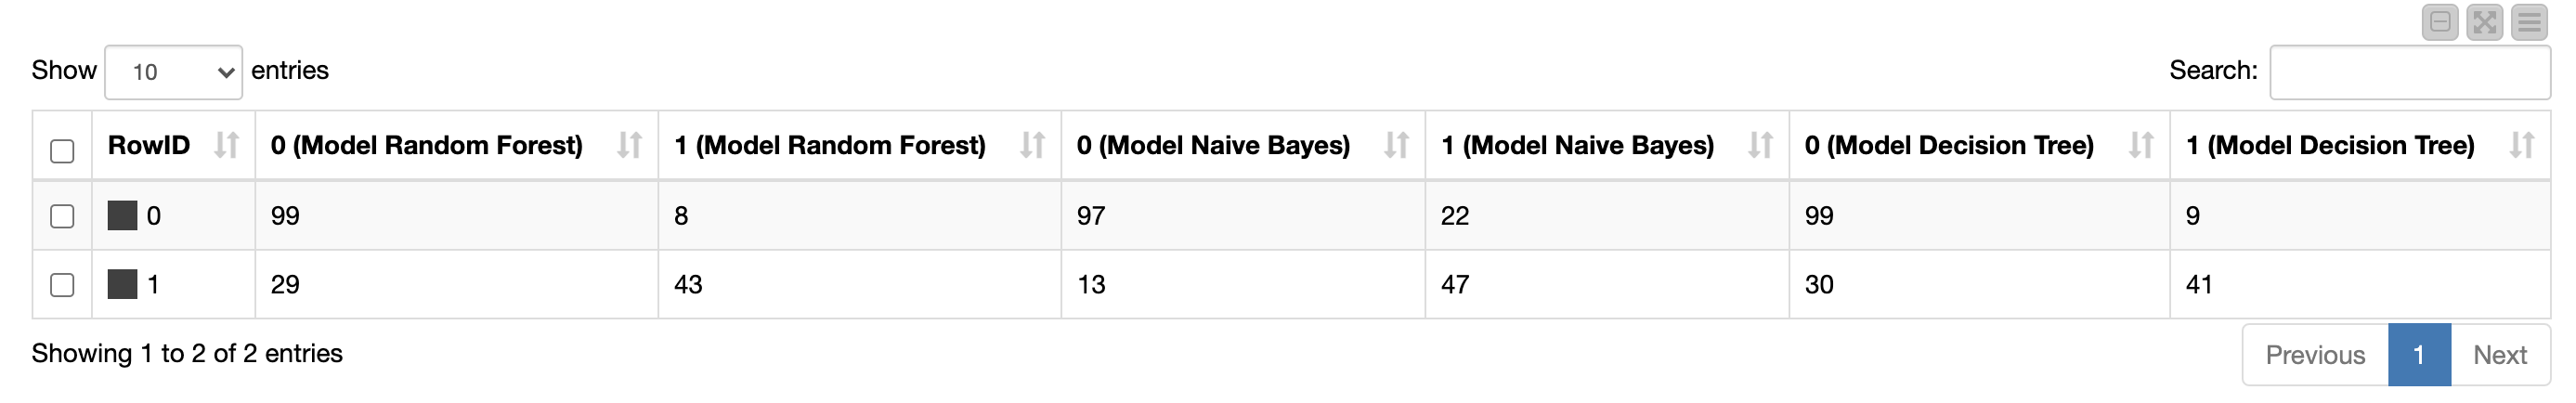 Show 10 entries
Search:
RowID 0 (Model Random Forest) 1 (Model Random Forest) 0 (Model Naive Bayes) 1 (Model Naive Bayes) 0 (Model Decision Tree) 1 (Model Decision Tree)
0 99 8 97 22 99 9
1 29 43 13 47 30 41
Showing 1 to 2 of 2 entries
Previous 1 Next